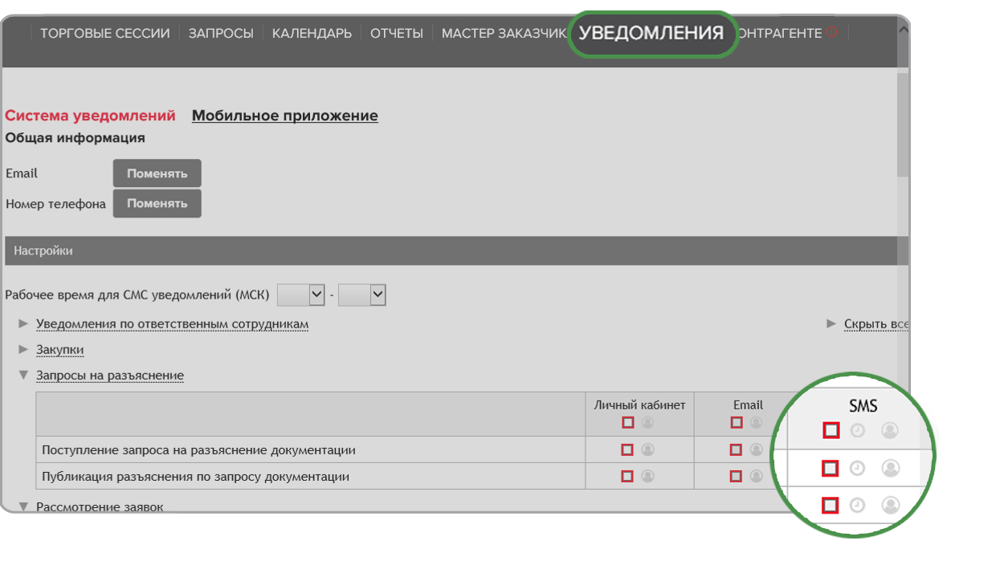 ТОРГОВЫЕ СЕССИИ ЗАПРОСЫ КАЛЕНДАРЬ ОТЧЕТЫ МАСТЕР ЗАКАЗЧИК УВЕДОМЛЕНИЯ ОНТРАГЕНТЕ
Система уведомлений Мобильное приложение
Общая информация
Email Поменять
Номер телефона Поменять
Настройки
Рабочее время для СМС уведомлений (МСК) -
Уведомления по ответственным сотрудникам Скрыть все
Закупки
Запросы на разъяснение
Личный кабинет Email SMS
Поступление запроса на разъяснение документации
Публикация разъяснения по запросу документации
Рассмотрение заявок